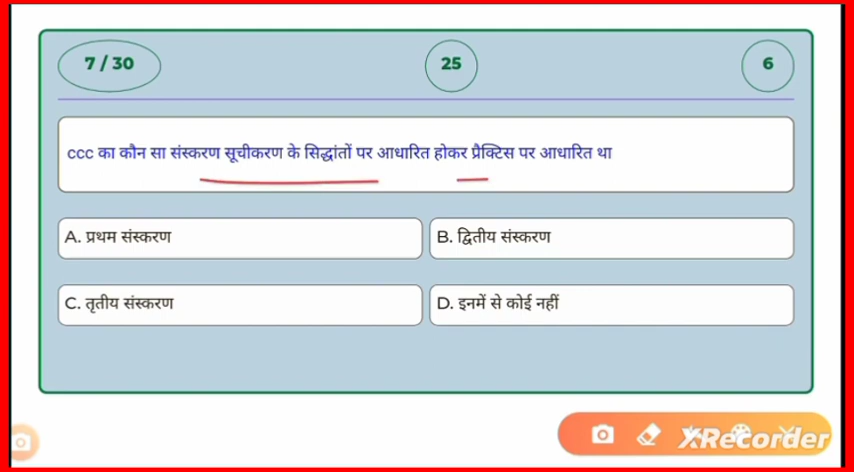 7 / 30
25
6
ccc का कौन सा संस्करण सूचीकरण के सिद्धांतों पर आधारित होकर प्रैक्टिस पर आधारित था
A. प्रथम संस्करण
B. द्वितीय संस्करण
C. तृतीय संस्करण
D. इनमें से कोई नहीं
XRecorder